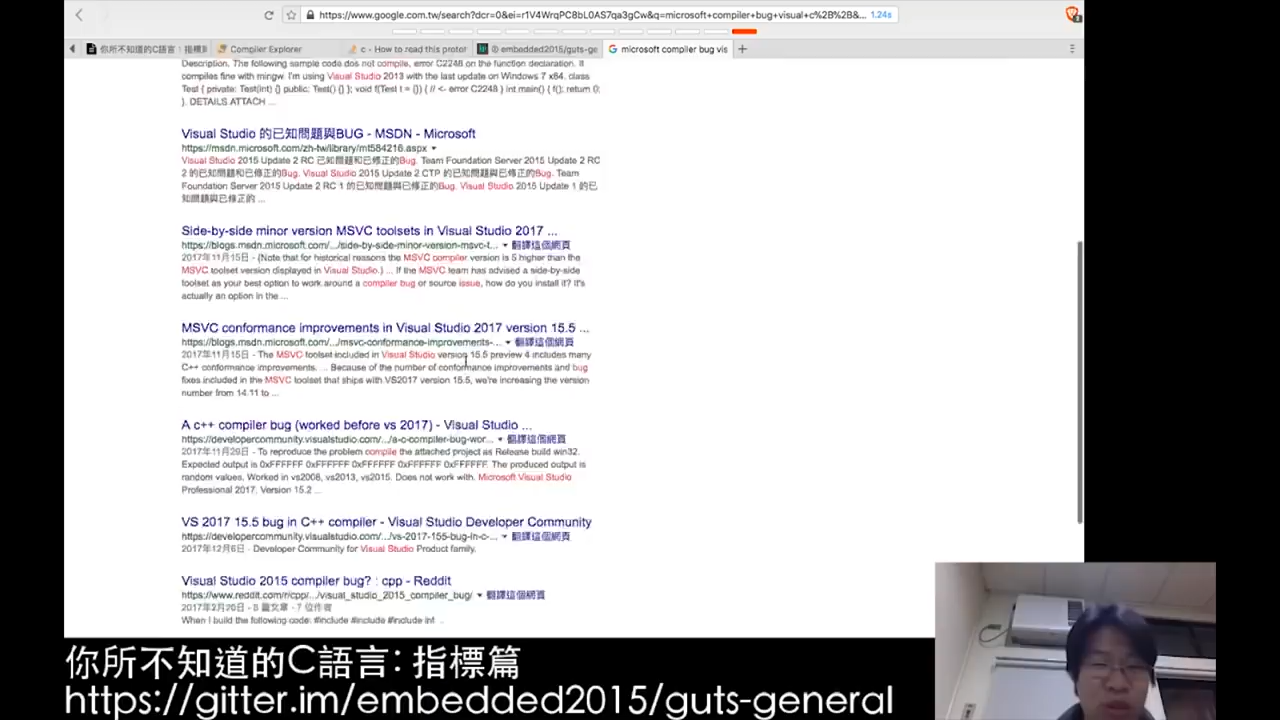 https://www.google.com.tw/search?dcr=0&ei=r1V4WrqPC8bL0AS7qa3gCw&q=microsoft+compiler+bug+visual+c%2B%2B&... 1.24s
你所不知道的C語言：指標
Compiler Explorer
c - How to read this protot
embedded2015/guts-ge
microsoft compiler bug vis
Description. The following sample code dos not compile, error C2248 on the function declaration. It
compiles fine with mingw. I'm using Visual Studio 2013 with the last update on Windows 7 x64. class
Test { private: Test(int) {} public: Test() {} }; void f(Test t = {}) { // <- error C2248 } int main() { f(); return 0;
}. DETAILS ATTACH ...
Visual Studio 的已知問題與BUG - MSDN - Microsoft
https://msdn.microsoft.com/zh-tw/library/mt584216.aspx
Visual Studio 2015 Update 2 RC 已知問題和已修正的Bug. Team Foundation Server 2015 Update 2 RC
2 的已知問題和已修正的Bug. Visual Studio 2015 Update 2 CTP 的已知問題與已修正的Bug. Team
Foundation Server 2015 Update 2 RC 1 的已知問題與已修正的Bug. Visual Studio 2015 Update 1 的已
知問題與已修正的 ...
Side-by-side minor version MSVC toolsets in Visual Studio 2017 ...
https://blogs.msdn.microsoft.com/.../side-by-side-minor-version-msvc-t... 翻譯這個網頁
2017年11月15日 - (Note that for historical reasons the MSVC compiler version is 5 higher than the
MSVC toolset version displayed in Visual Studio.) ... If the MSVC team has advised a side-by-side
toolset as your best option to work around a compiler bug or source issue, how do you install it? It's
actually an option in the ...
MSVC conformance improvements in Visual Studio 2017 version 15.5 ...
https://blogs.msdn.microsoft.com/.../msvc-conformance-improvements-... 翻譯這個網頁
2017年11月15日 - The MSVC toolset included in Visual Studio version 15.5 preview 4 includes many
C++ conformance improvements. ... Because of the number of conformance improvements and bug
fixes included in the MSVC toolset that ships with VS2017 version 15.5, we're increasing the version
number from 14.11 to ...
A c++ compiler bug (worked before vs 2017) - Visual Studio ...
https://developercommunity.visualstudio.com/.../a-c-compiler-bug-wor... 翻譯這個網頁
2017年11月29日 - To reproduce the problem compile the attached project as Release build win32.
Expected output is 0xFFFFFF 0xFFFFFF 0xFFFFFF 0xFFFFFF 0xFFFFFF. The produced output is
random values. Worked in vs2008, vs2013, vs2015. Does not work with. Microsoft Visual Studio
Professional 2017. Version 15.2 ...
VS 2017 15.5 bug in C++ compiler - Visual Studio Developer Community
https://developercommunity.visualstudio.com/.../vs-2017-155-bug-in-c-... 翻譯這個網頁
2017年12月6日 - Developer Community for Visual Studio Product family.
Visual Studio 2015 compiler bug? : cpp - Reddit
https://www.reddit.com/r/cpp/.../visual_studio_2015_compiler_bug/ 翻譯這個網頁
2017年2月20日 - 8 篇文章 - 7 位作者
When I build the following code: #include #include #include int ...
你所不知道的C語言: 指標篇
https://gitter.im/embedded2015/guts-general